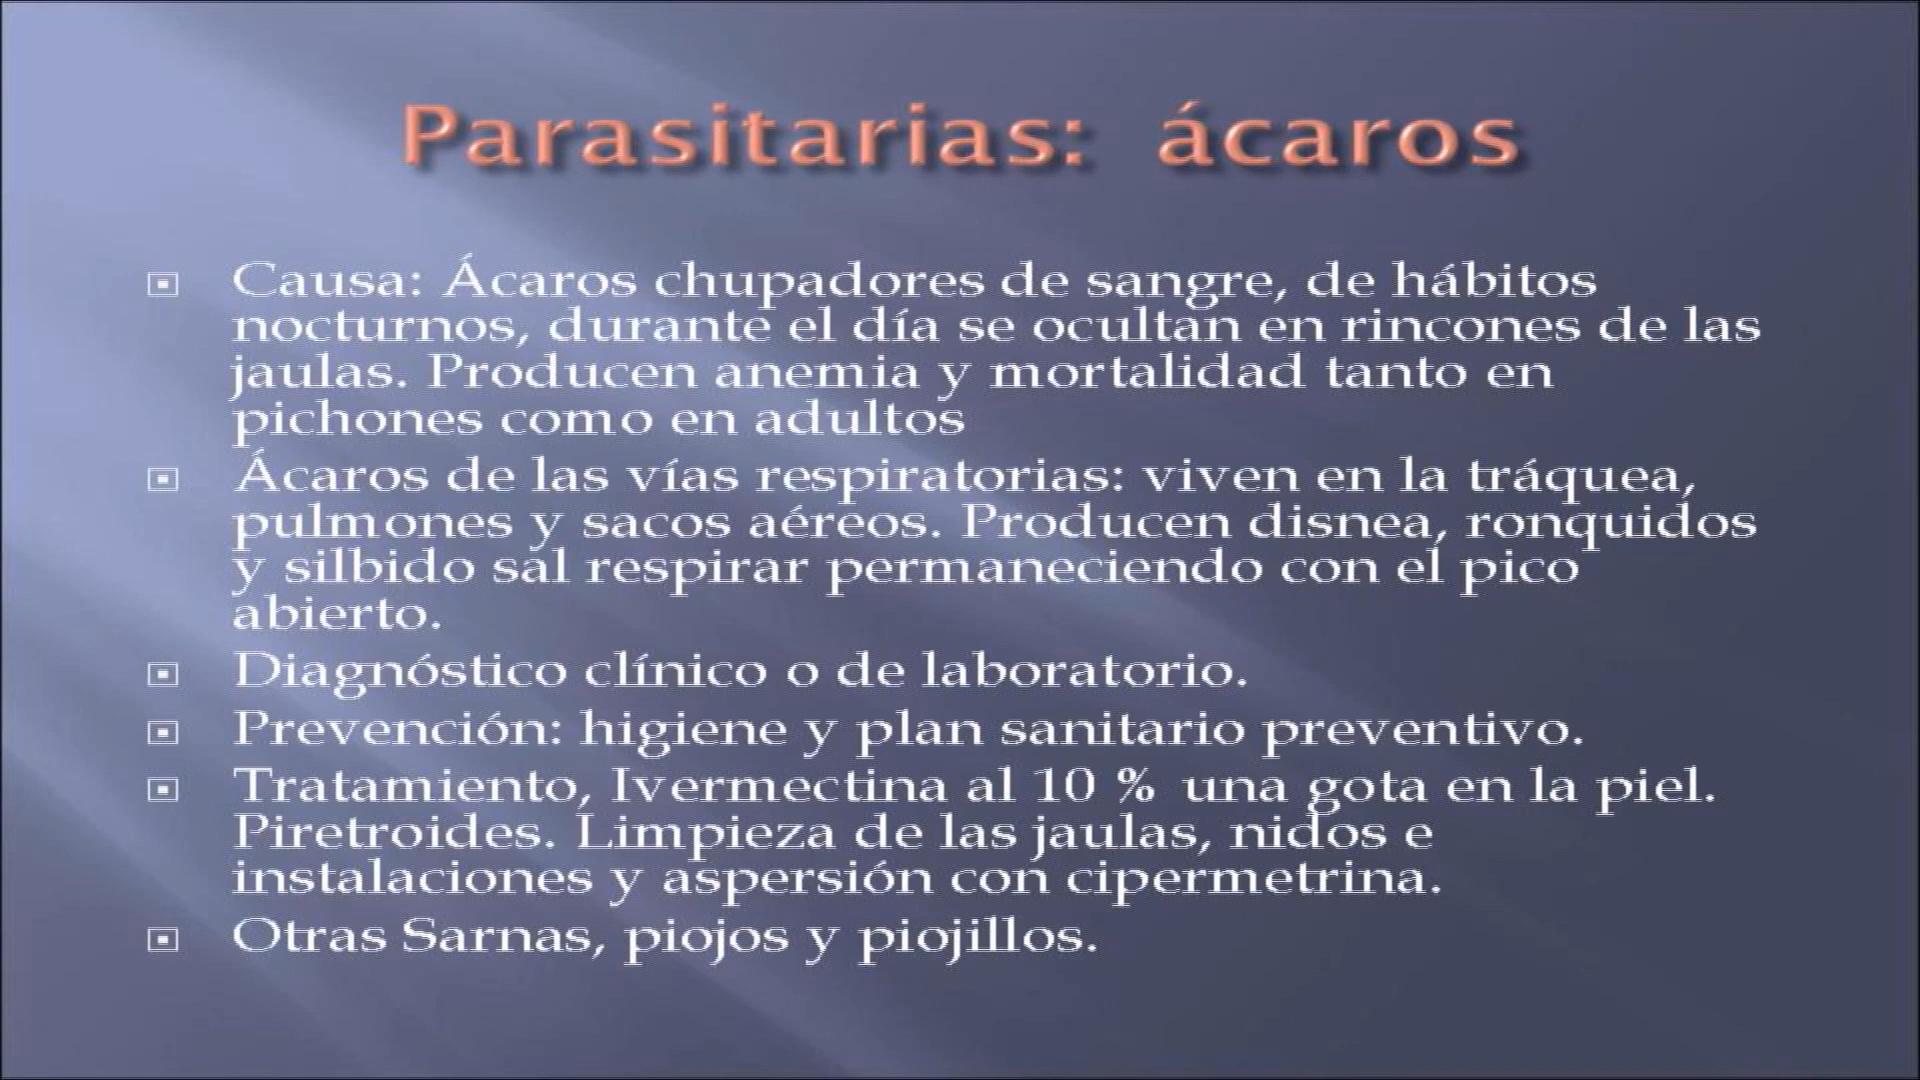 Parasitarias: ácaros
Causa: Ácaros chupadores de sangre, de hábitos
nocturnos, durante el día se ocultan en rincones de las
jaulas. Producen anemia y mortalidad tanto en
pichones como en adultos
Ácaros de las vías respiratorias: viven en la tráquea,
pulmones y sacos aéreos. Producen disnea, ronquidos
y silbido sal respirar permaneciendo con el pico
abierto.
Diagnóstico clínico o de laboratorio.
Prevención: higiene y plan sanitario preventivo.
Tratamiento, Ivermectina al 10 % una gota en la piel.
Piretroides. Limpieza de las jaulas, nidos e
instalaciones y aspersión con cipermetrina.
Otras Sarnas, piojos y piojillos.